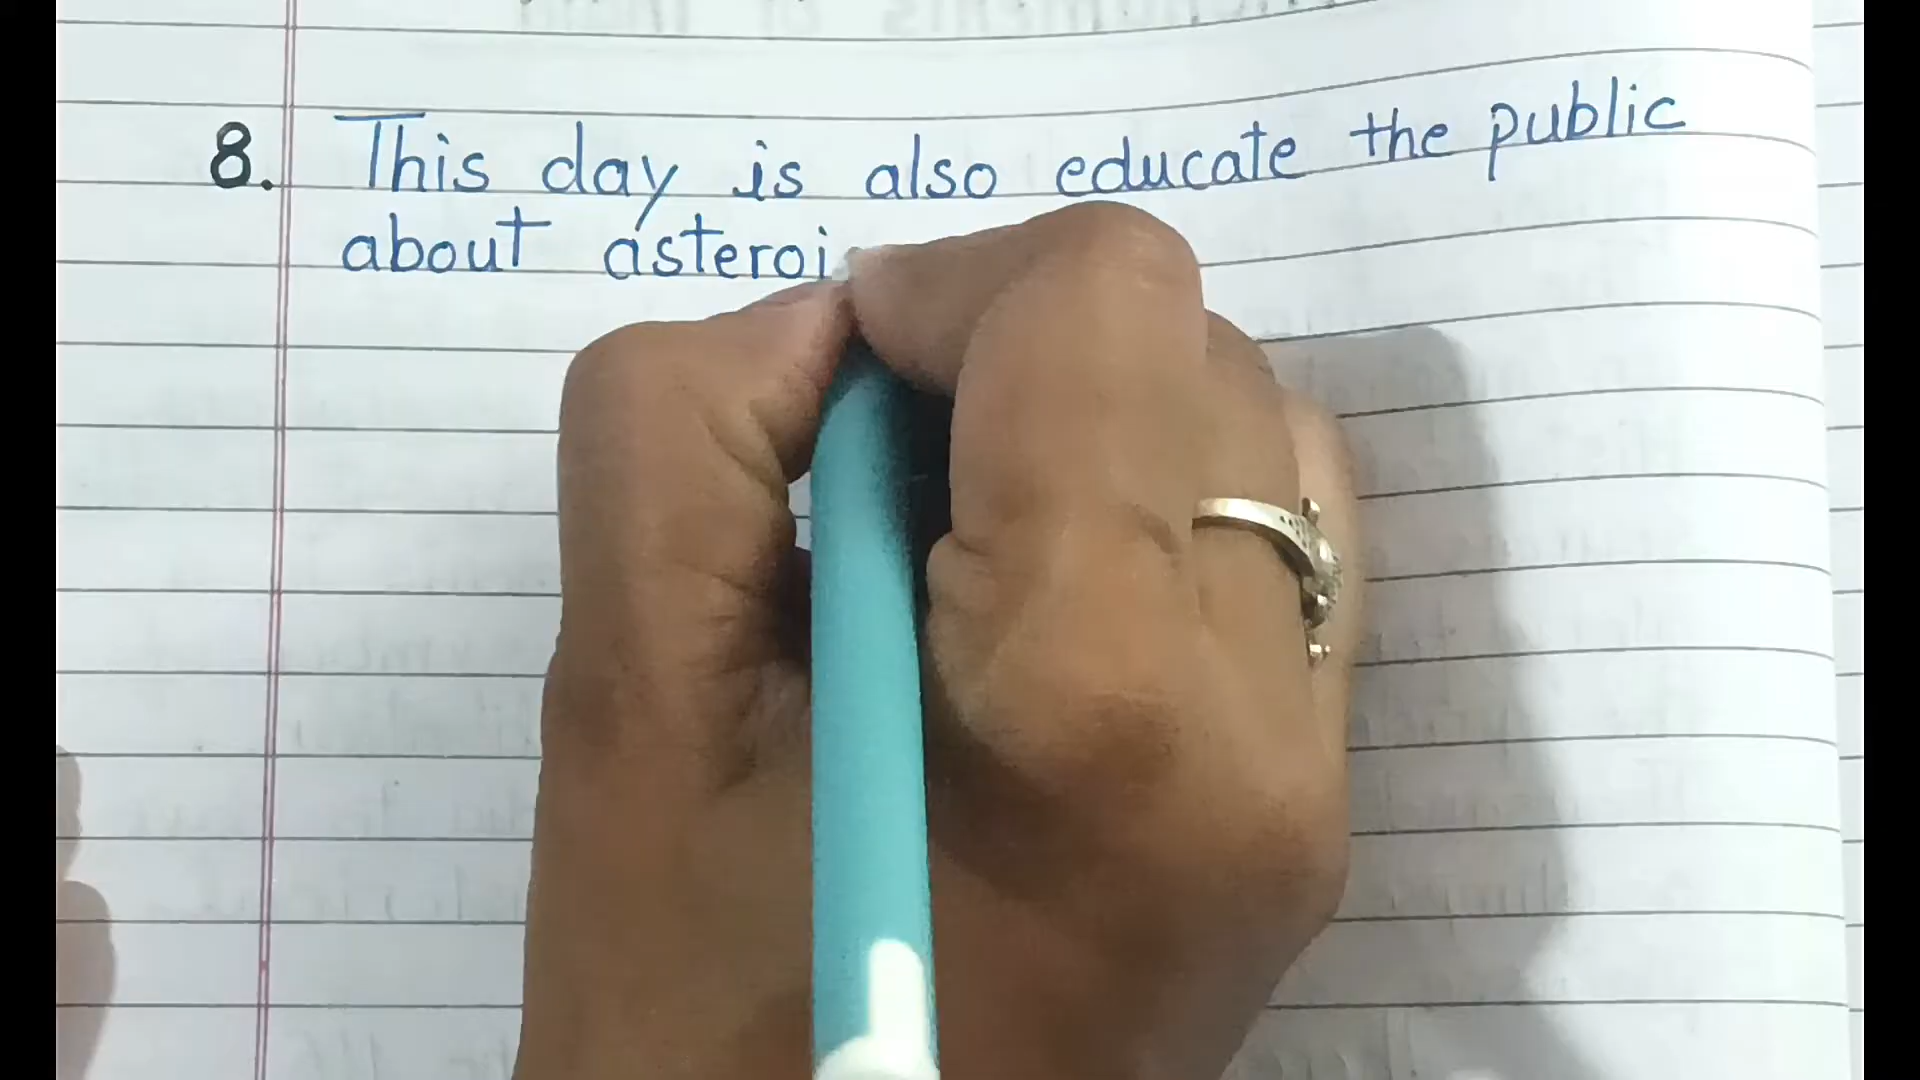 8. This day is also educate the public
about asteroi